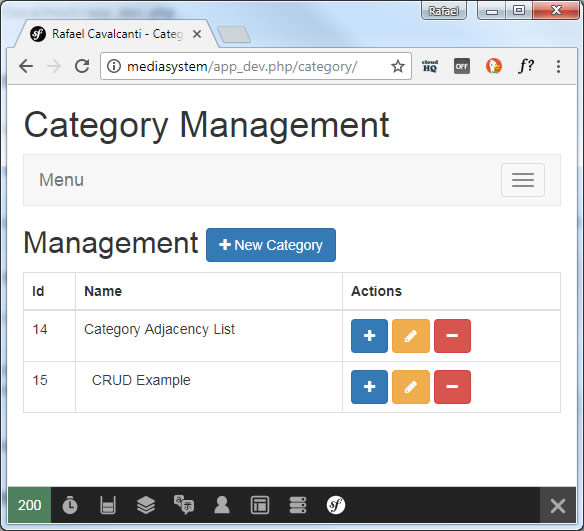 Rafael
Rafael Cavalcanti - Categ
mediasystem/app_dev.php/category/
cloud
HQ
OFF
f?
Category Management
Menu
Management
+ New Category
Id Name Actions
14 Category Adjacency List
15 CRUD Example
200